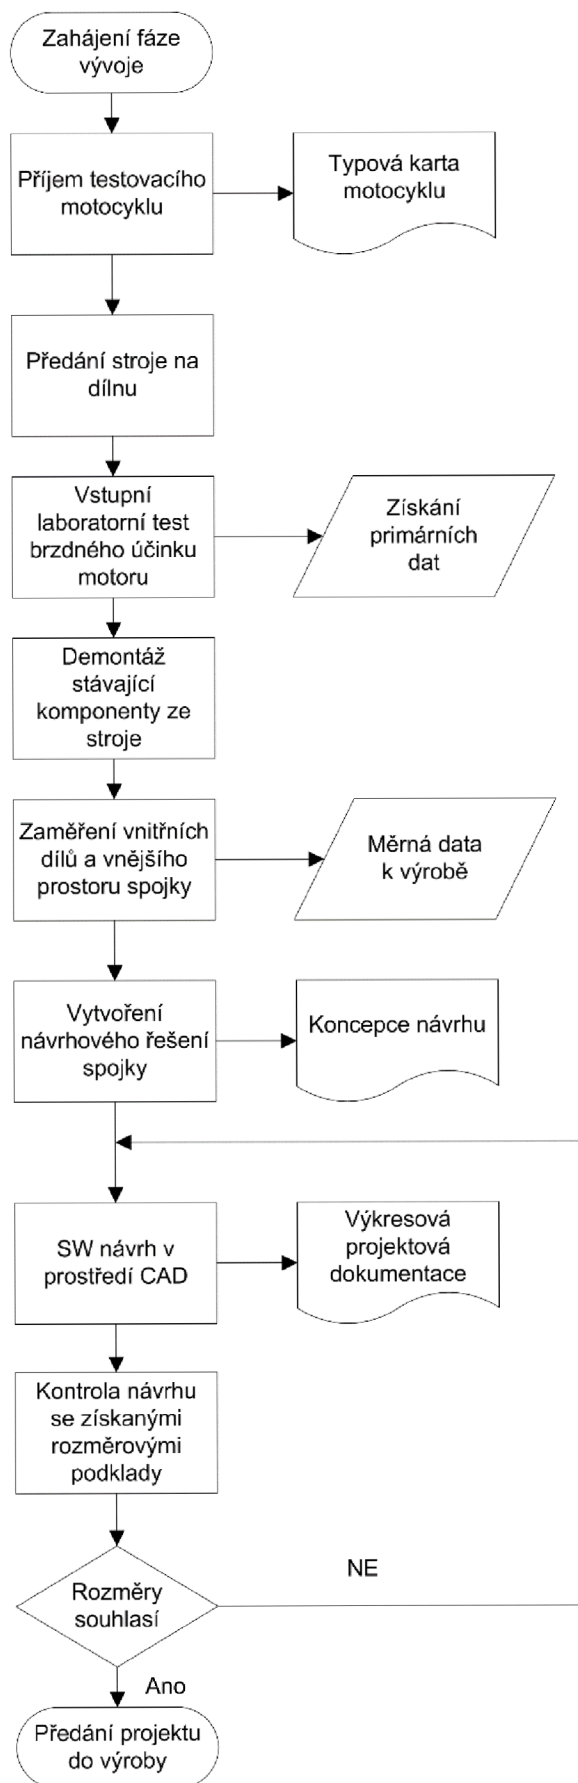 Zahájení fáze
vývoje
Příjem testovacího
motocyklu
Typová karta
motocyklu
Předání stroje na
dílnu
Vstupní
laboratorní test
brzdného účinku
motoru
Získání
primárních
dat
Demontáž
stávající
komponenty ze
stroje
Zaměření vnitřních
dílů a vnějšího
prostoru spojky
Měrná data
k výrobě
Vytvoření
návrhového řešení
spojky
Koncepce návrhu
SW návrh v
prostředí CAD
Výkresová
projektová
dokumentace
Kontrola návrhu
se získanými
rozměrovými
podklady
Rozměry
souhlasí
NE
Ano
Předání projektu
do výroby